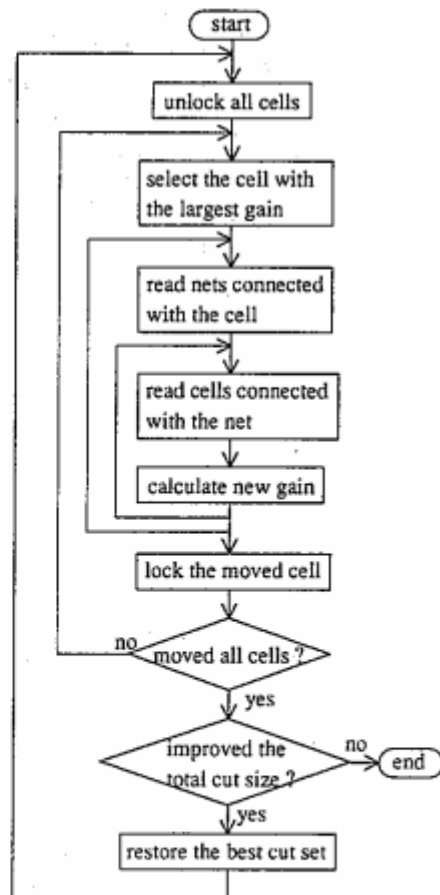 start
unlock all cells
select the cell with
the largest gain
read nets connected
with the cell
read cells connected
with the net
calculate new gain
lock the moved cell
no
moved all cells ?
yes
improved the
total cut size ?
no
end
yes
restore the best cut set